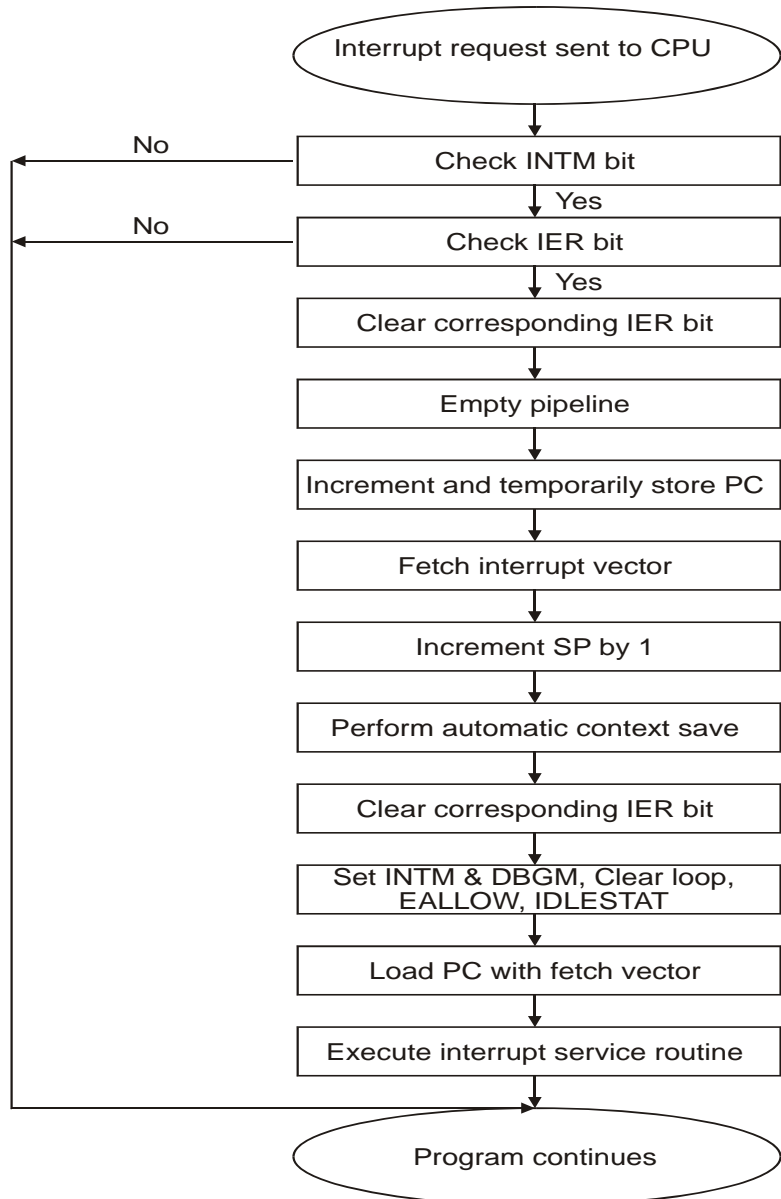 Interrupt request sent to CPU
No
Check INTM bit
Yes
No
Check IER bit
Yes
Clear corresponding IER bit
Empty pipeline
Increment and temporarily store PC
Fetch interrupt vector
Increment SP by 1
Perform automatic context save
Clear corresponding IER bit
Set INTM & DBGM, Clear loop,
EALLOW, IDLESTAT
Load PC with fetch vector
Execute interrupt service routine
Program continues